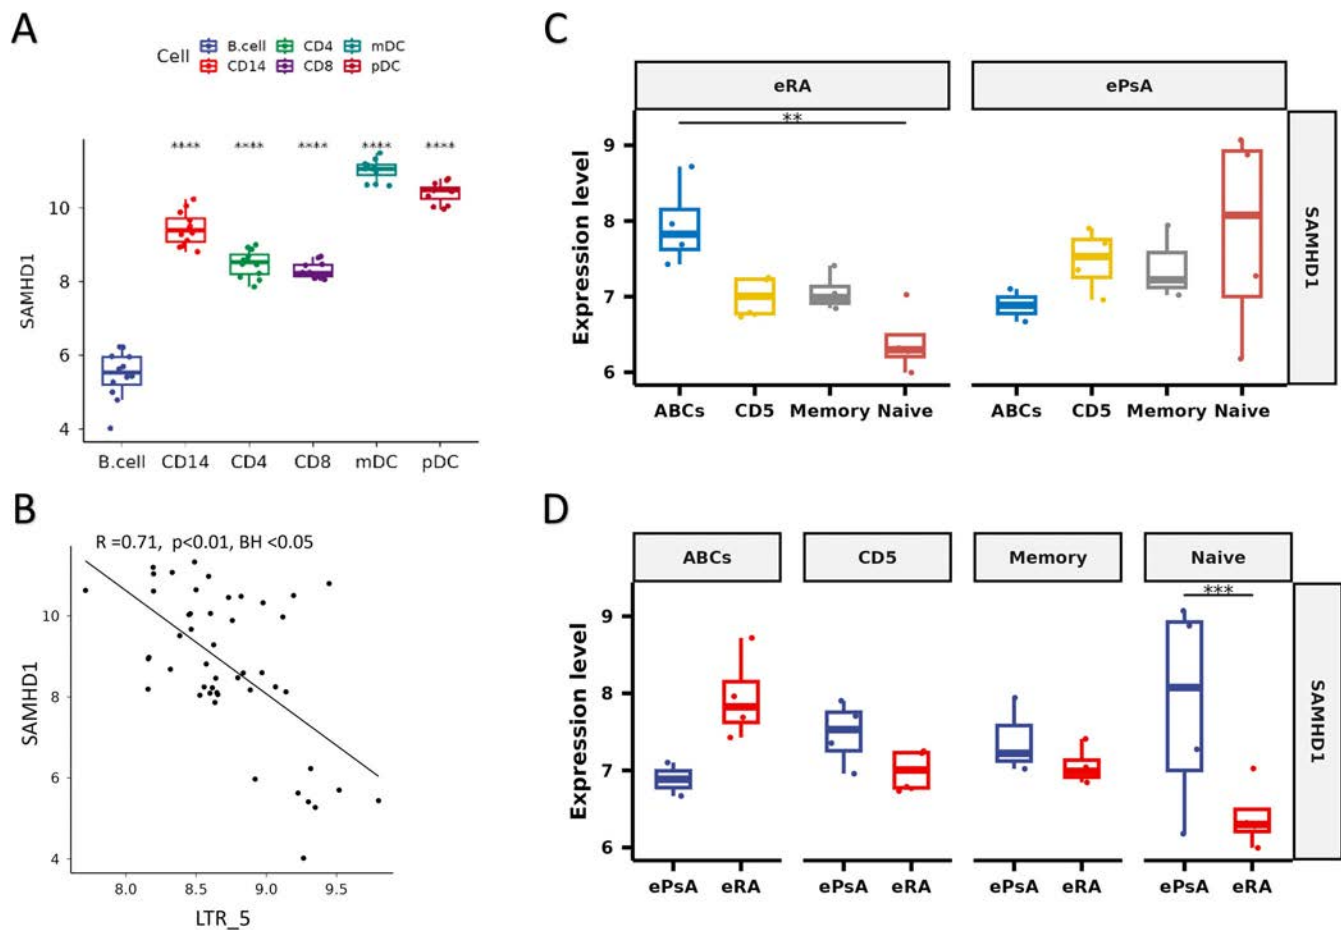 A
Cell
B.cell CD4 mDC
CD14 CD8 pDC
**** **** **** **** ****
SAMHD1
10
8
6
4
B.cell CD14 CD4 CD8 mDC pDC
B
R =0.71, p<0.01, BH <0.05
SAMHD1
10
8
6
4
8.0 8.5 9.0 9.5
LTR_5
C
eRA ePsA
**
Expression level
9
8
7
6
SAMHD1
ABCs CD5 Memory Naive ABCs CD5 Memory Naive
D
ABCs CD5 Memory Naive
***
Expression level
9
8
7
6
SAMHD1
ePsA eRA ePsA eRA ePsA eRA ePsA eRA